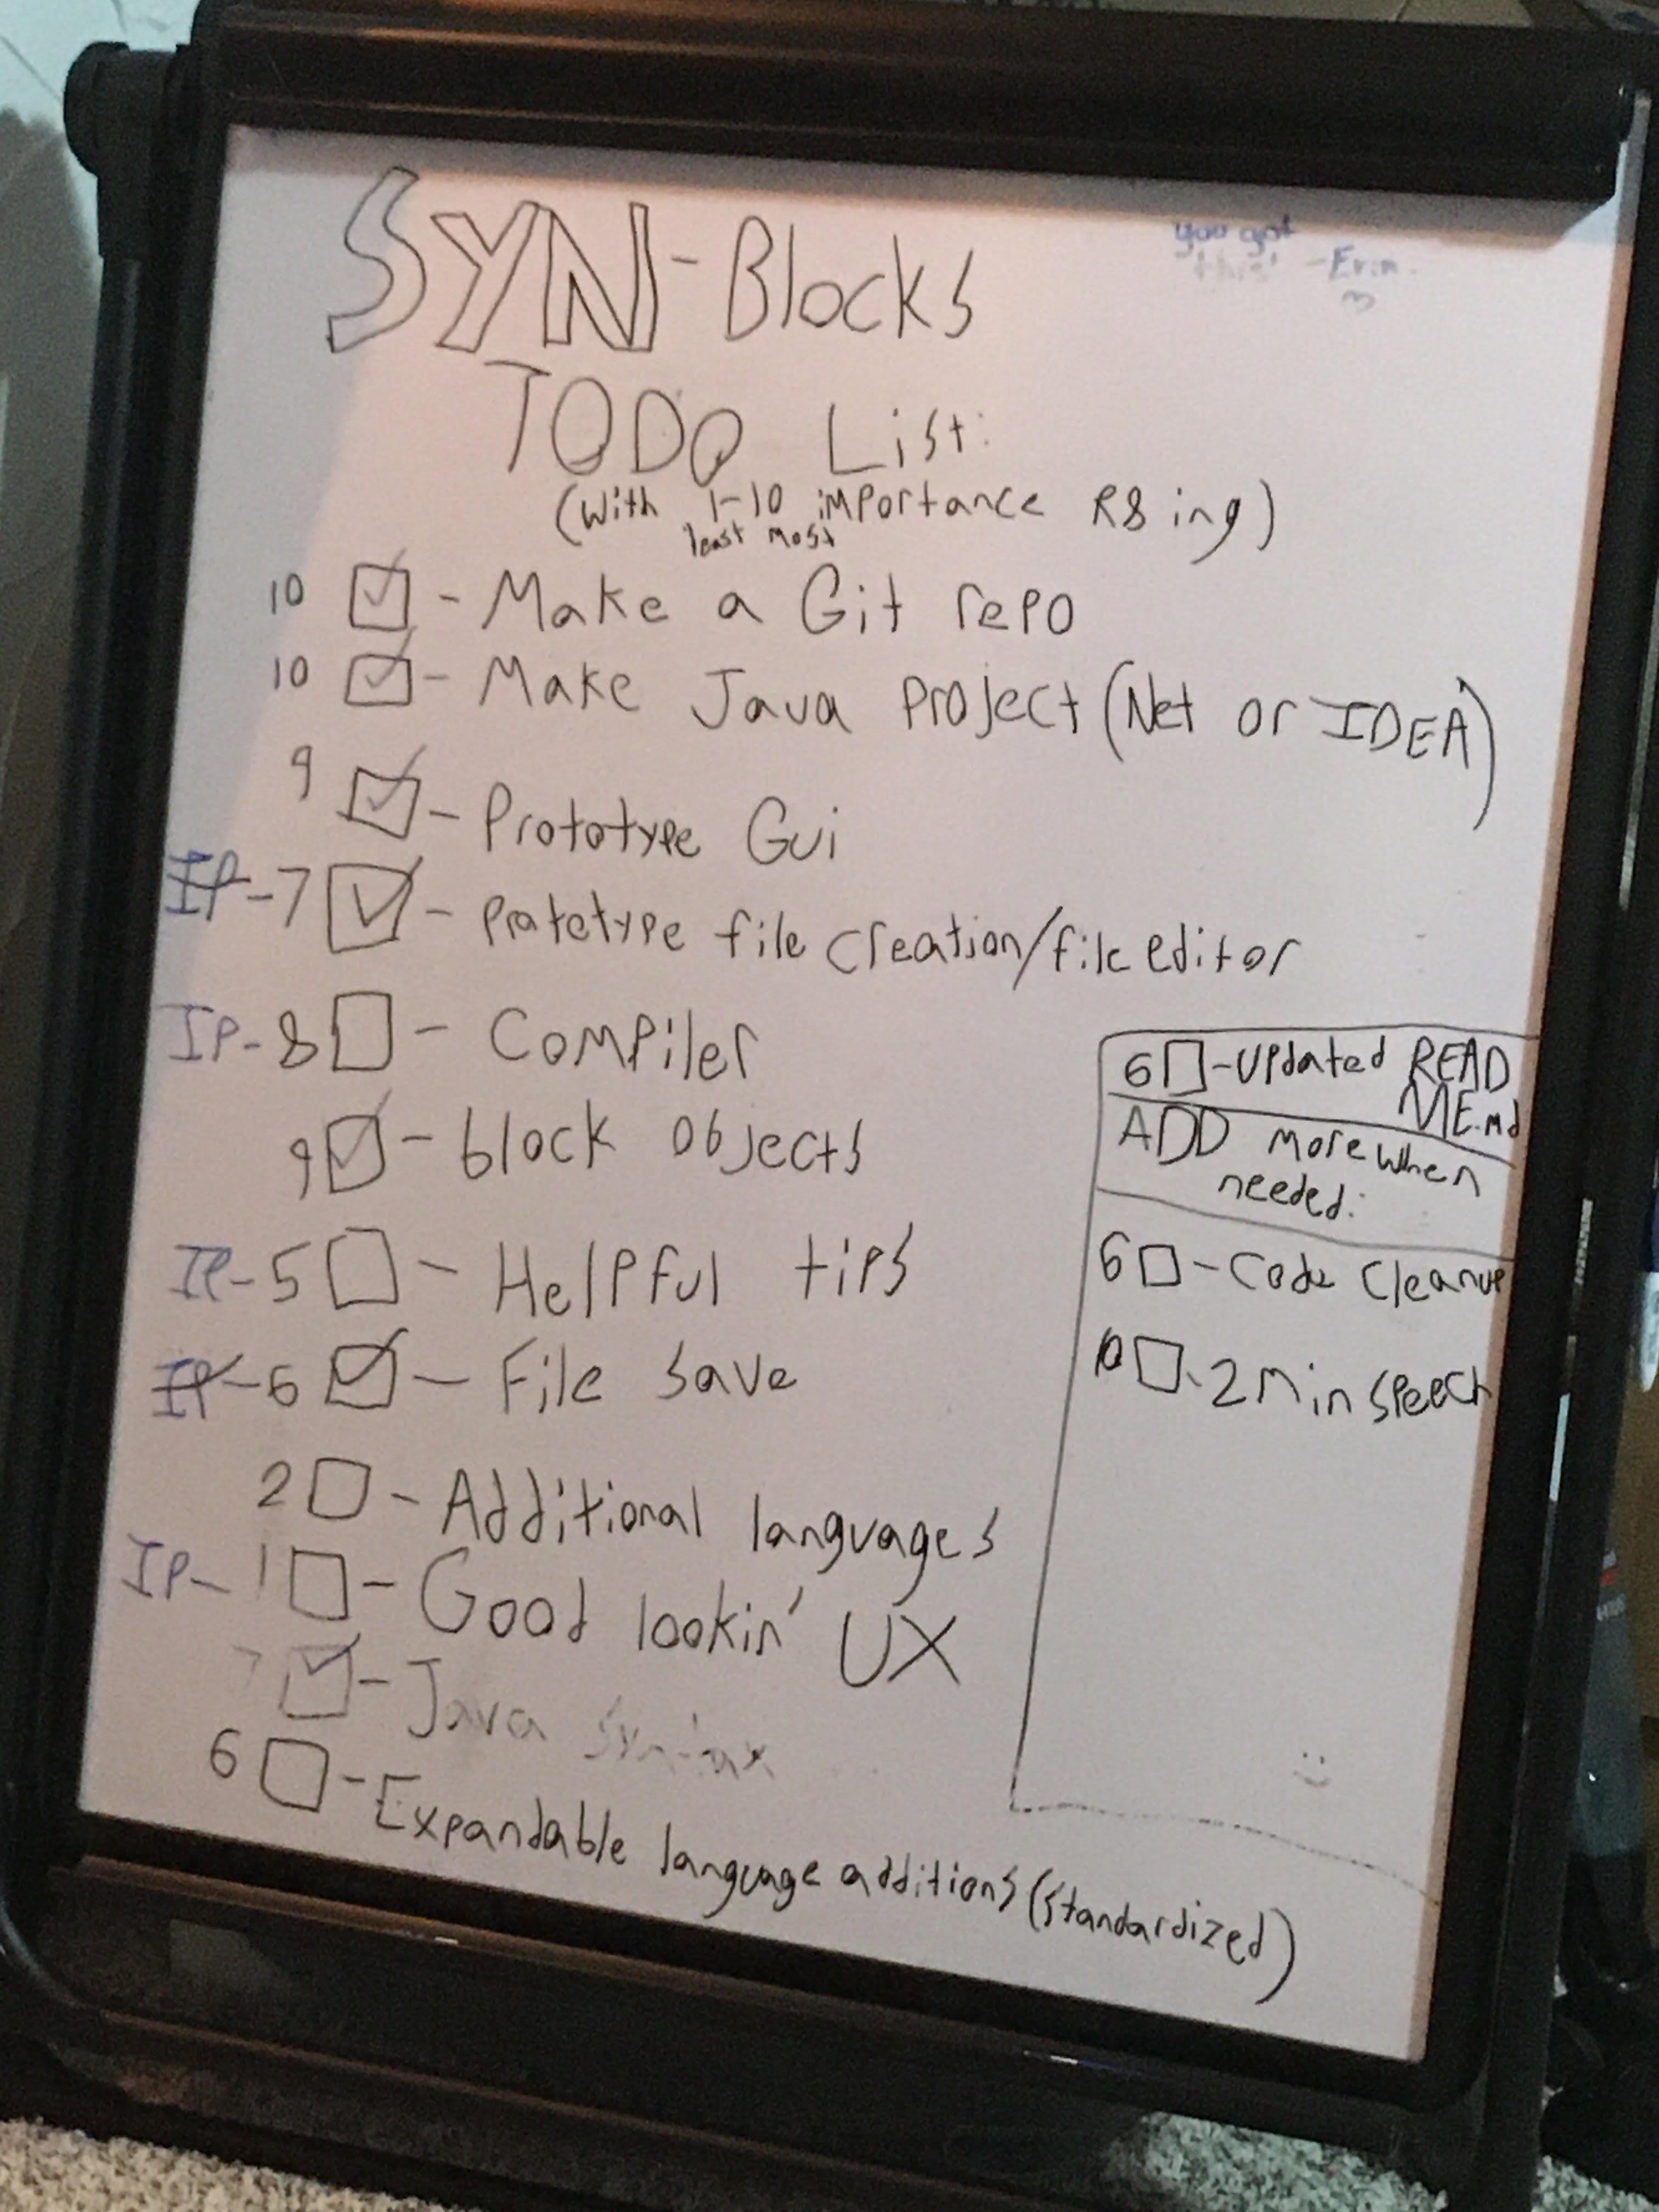 SYN-Blocks
you got
this! -Erin
TODO List:
(With 1-10 importance R8ing)
least most
10 - Make a Git repo
10 - Make Java Project (Net or IDEA)
9 - Prototype Gui
IP-7 - Prototype file creation/file editor
IP-8 - Compiler
9 - block objects
IP-5 - Helpful tips
IP-6 - File save
2 - Additional languages
IP-1 - Good lookin' UX
7 - Java Syntax
6 - Expandable language additions (standardized)
6 - Updated READ
ME.md
ADD more when
needed:
6 - Code Cleanup
10 - 2 min speech